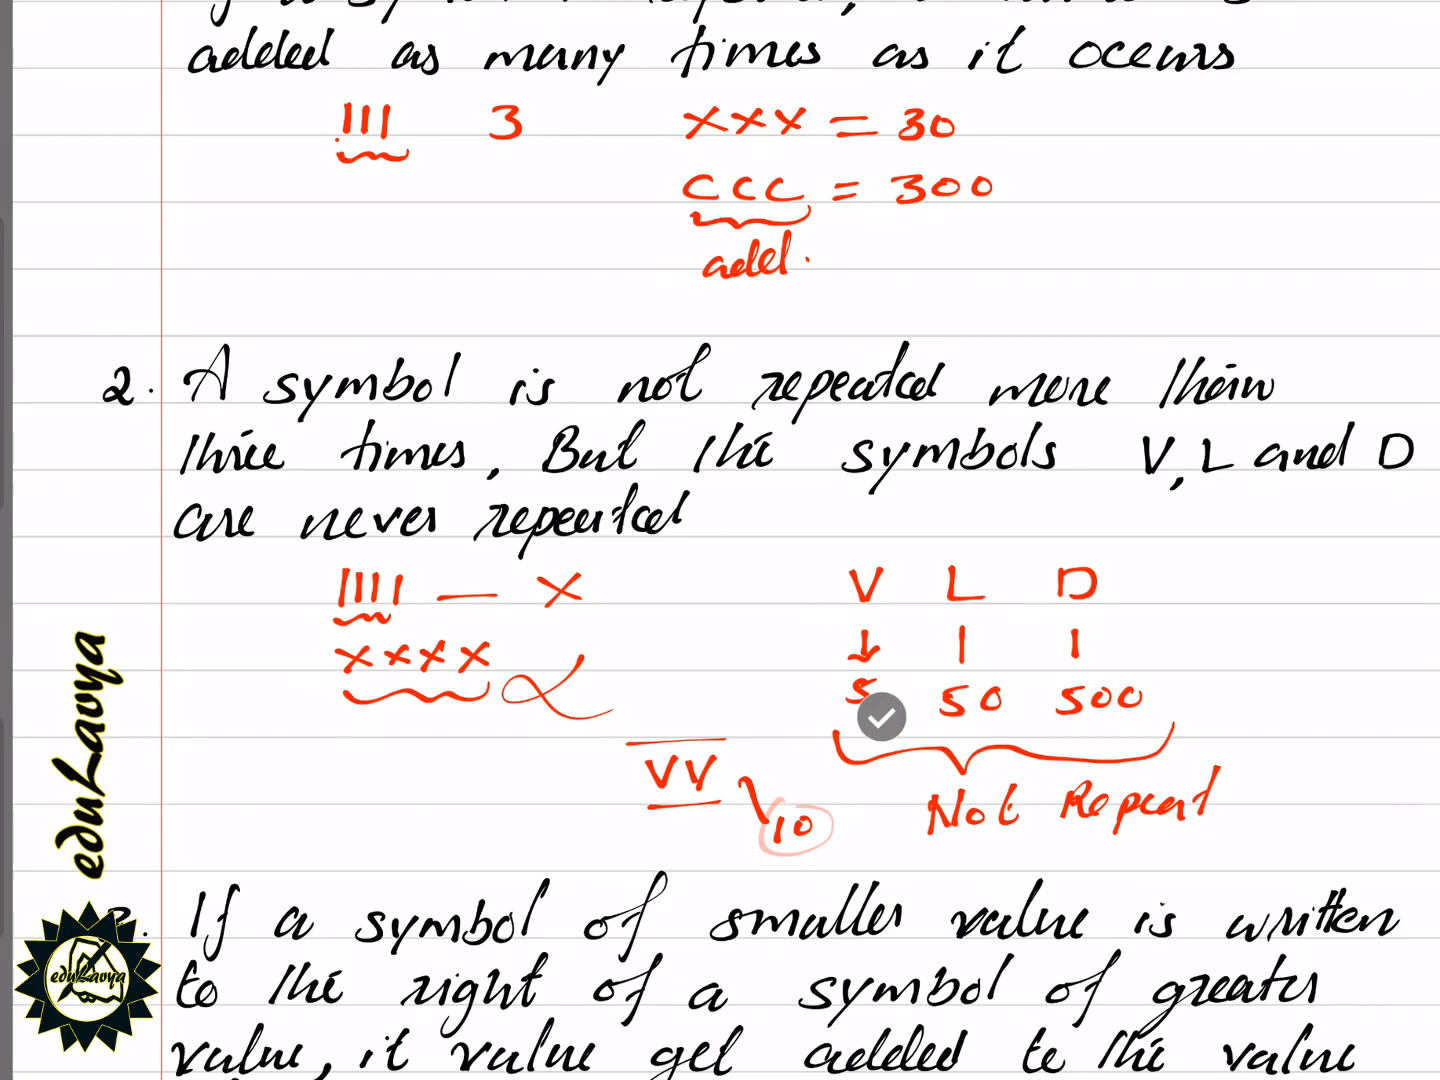 added as many times as it occurs
III 3 XXX = 30
CCC = 300
add.
2. A symbol is not repeated more than
three times, But the symbols V, L and D
are never repeated
IIII — X V L D
XXXX
5 50 500
VV
10 Not Repeat
3. If a symbol of smaller value is written
to the right of a symbol of greater
value, it value get added to the value
eduLavya
eduLavya